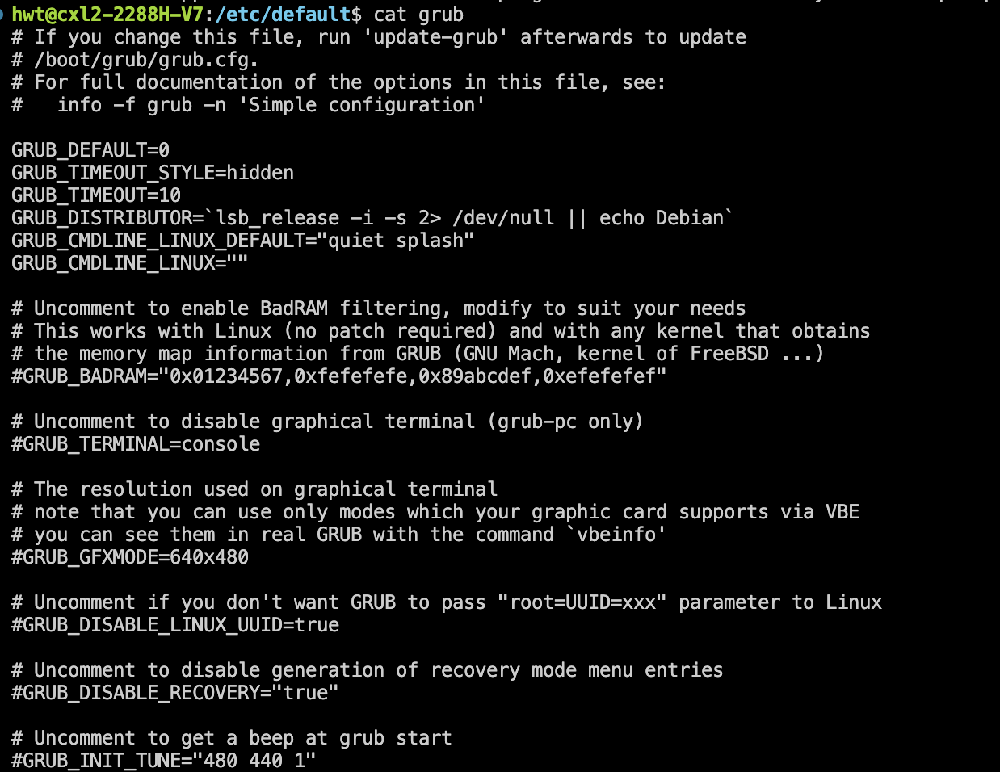 hwt@cxl2-2288H-V7:/etc/default$ cat grub
# If you change this file, run 'update-grub' afterwards to update
# /boot/grub/grub.cfg.
# For full documentation of the options in this file, see:
#   info -f grub -n 'Simple configuration'

GRUB_DEFAULT=0
GRUB_TIMEOUT_STYLE=hidden
GRUB_TIMEOUT=10
GRUB_DISTRIBUTOR=`lsb_release -i -s 2> /dev/null || echo Debian`
GRUB_CMDLINE_LINUX_DEFAULT="quiet splash"
GRUB_CMDLINE_LINUX=""

# Uncomment to enable BadRAM filtering, modify to suit your needs
# This works with Linux (no patch required) and with any kernel that obtains
# the memory map information from GRUB (GNU Mach, kernel of FreeBSD ...)
#GRUB_BADRAM="0x01234567,0xfefefefe,0x89abcdef,0xefefefef"

# Uncomment to disable graphical terminal (grub-pc only)
#GRUB_TERMINAL=console

# The resolution used on graphical terminal
# note that you can use only modes which your graphic card supports via VBE
# you can see them in real GRUB with the command `vbeinfo'
#GRUB_GFXMODE=640x480

# Uncomment if you don't want GRUB to pass "root=UUID=xxx" parameter to Linux
#GRUB_DISABLE_LINUX_UUID=true

# Uncomment to disable generation of recovery mode menu entries
#GRUB_DISABLE_RECOVERY="true"

# Uncomment to get a beep at grub start
#GRUB_INIT_TUNE="480 440 1"